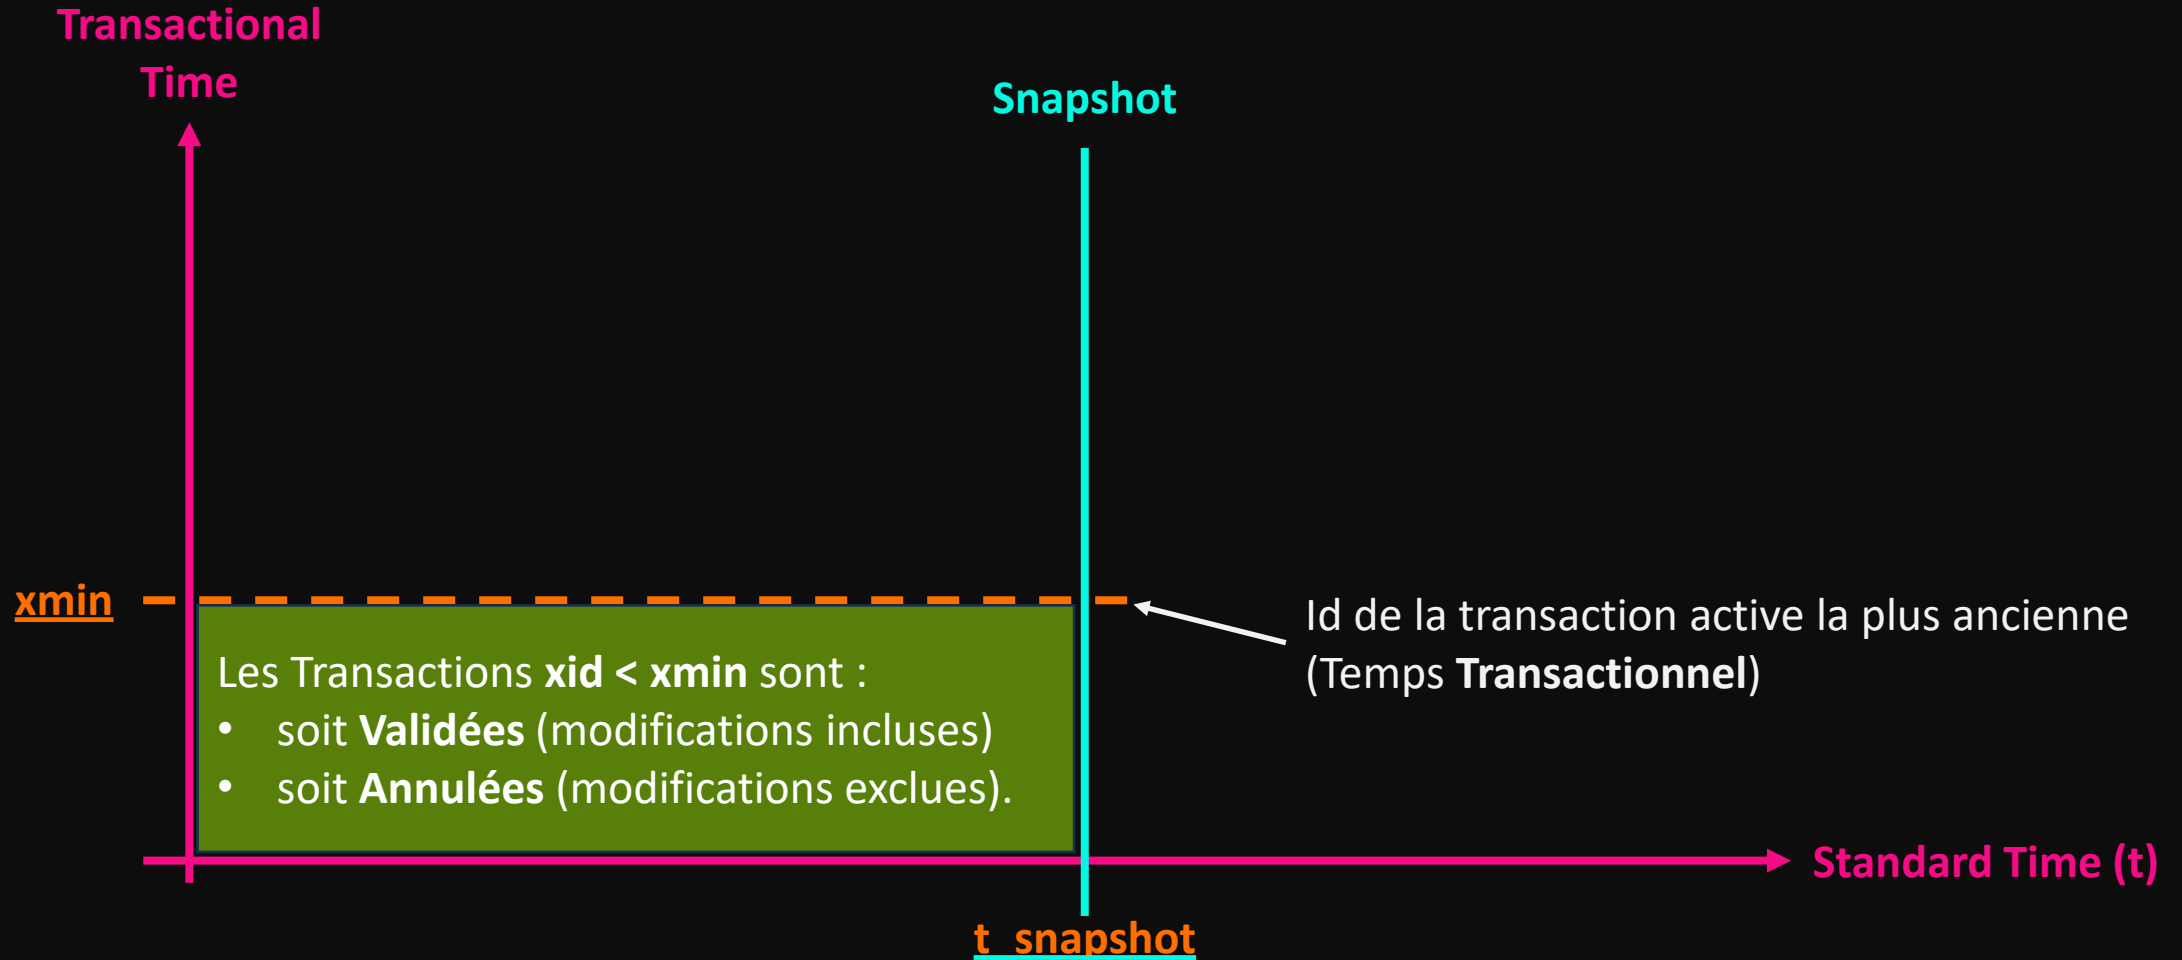 Transactional
Time
Snapshot
xmin
Id de la transaction active la plus ancienne
(Temps Transactionnel)
Les Transactions xid < xmin sont :
• soit Validées (modifications incluses)
• soit Annulées (modifications exclues).
Standard Time (t)
t_snapshot